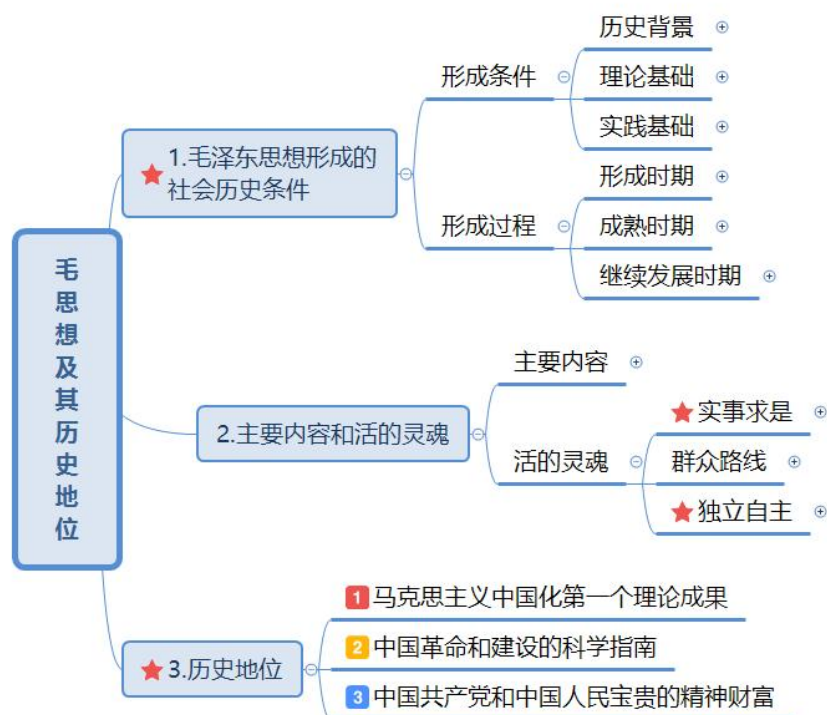 毛思想及其历史地位
1.毛泽东思想形成的
社会历史条件
形成条件
历史背景
理论基础
实践基础
形成过程
形成时期
成熟时期
继续发展时期
2.主要内容和活的灵魂
主要内容
活的灵魂
实事求是
群众路线
独立自主
3.历史地位
1 马克思主义中国化第一个理论成果
2 中国革命和建设的科学指南
3 中国共产党和中国人民宝贵的精神财富